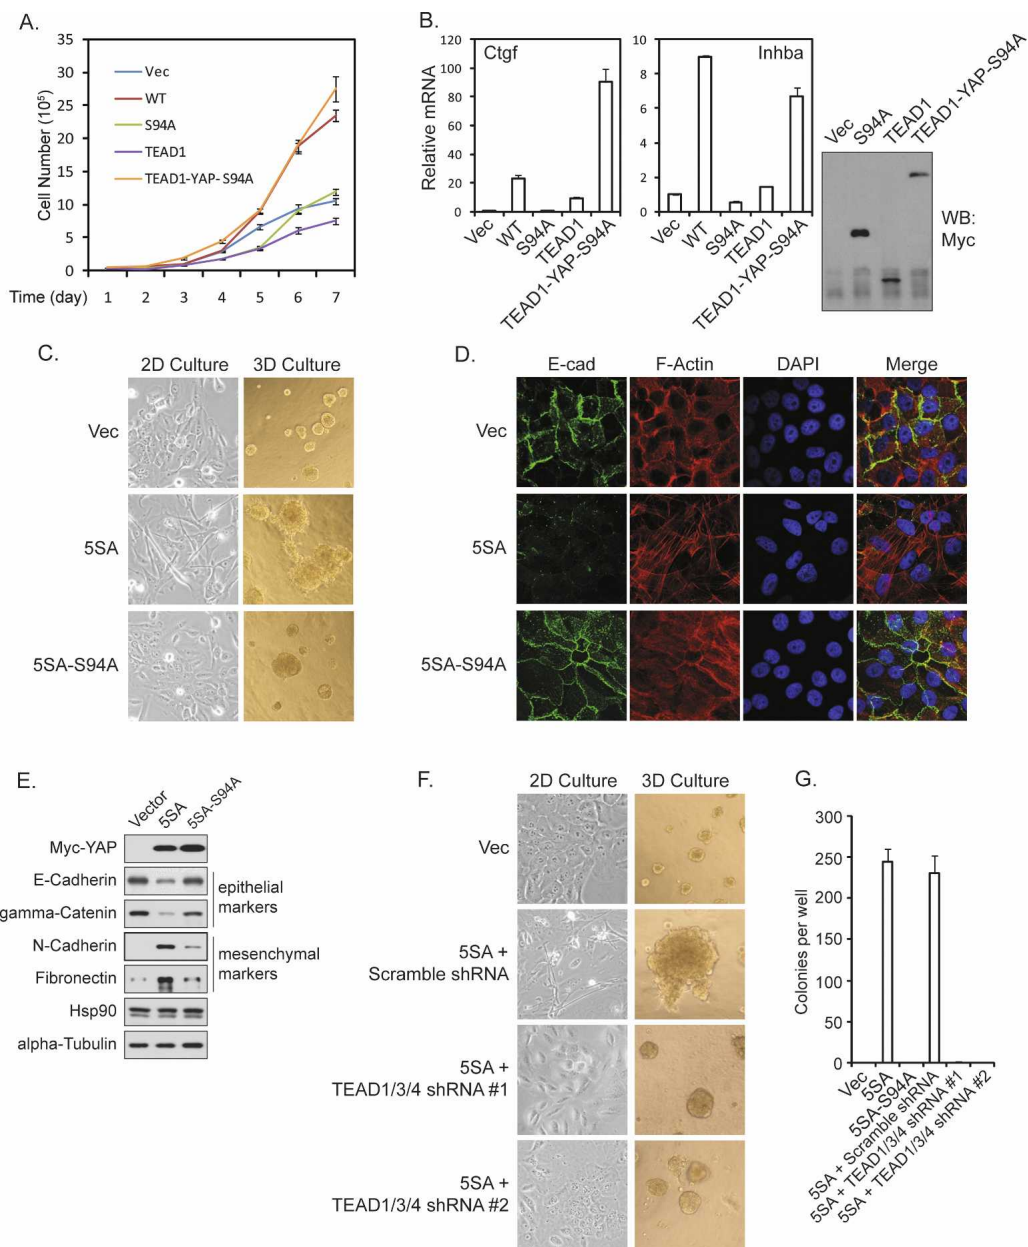 A.
35
30
25
20
15
10
5
0
Cell Number (10⁵)
Vec
WT
S94A
TEAD1
TEAD1-YAP- S94A
Time (day) 1 2 3 4 5 6 7
B.
Relative mRNA
120
100
80
60
40
20
0
Ctgf
Vec
WT
S94A
TEAD1
TEAD1-YAP-S94A
10
8
6
4
2
0
Inhba
Vec
WT
S94A
TEAD1
TEAD1-YAP-S94A
Vec
S94A
TEAD1
TEAD1-YAP-S94A
WB:
Myc
C.
2D Culture 3D Culture
Vec
5SA
5SA-S94A
D.
E-cad F-Actin DAPI Merge
Vec
5SA
5SA-S94A
E.
Vector
5SA
5SA-S94A
Myc-YAP
E-Cadherin
gamma-Catenin
epithelial
markers
N-Cadherin
Fibronectin
mesenchymal
markers
Hsp90
alpha-Tubulin
F.
2D Culture 3D Culture
Vec
5SA +
Scramble shRNA
5SA +
TEAD1/3/4 shRNA #1
5SA +
TEAD1/3/4 shRNA #2
G.
Colonies per well
300
250
200
150
100
50
0
Vec
5SA
5SA-S94A
5SA + Scramble shRNA
5SA + TEAD1/3/4 shRNA #1
5SA + TEAD1/3/4 shRNA #2